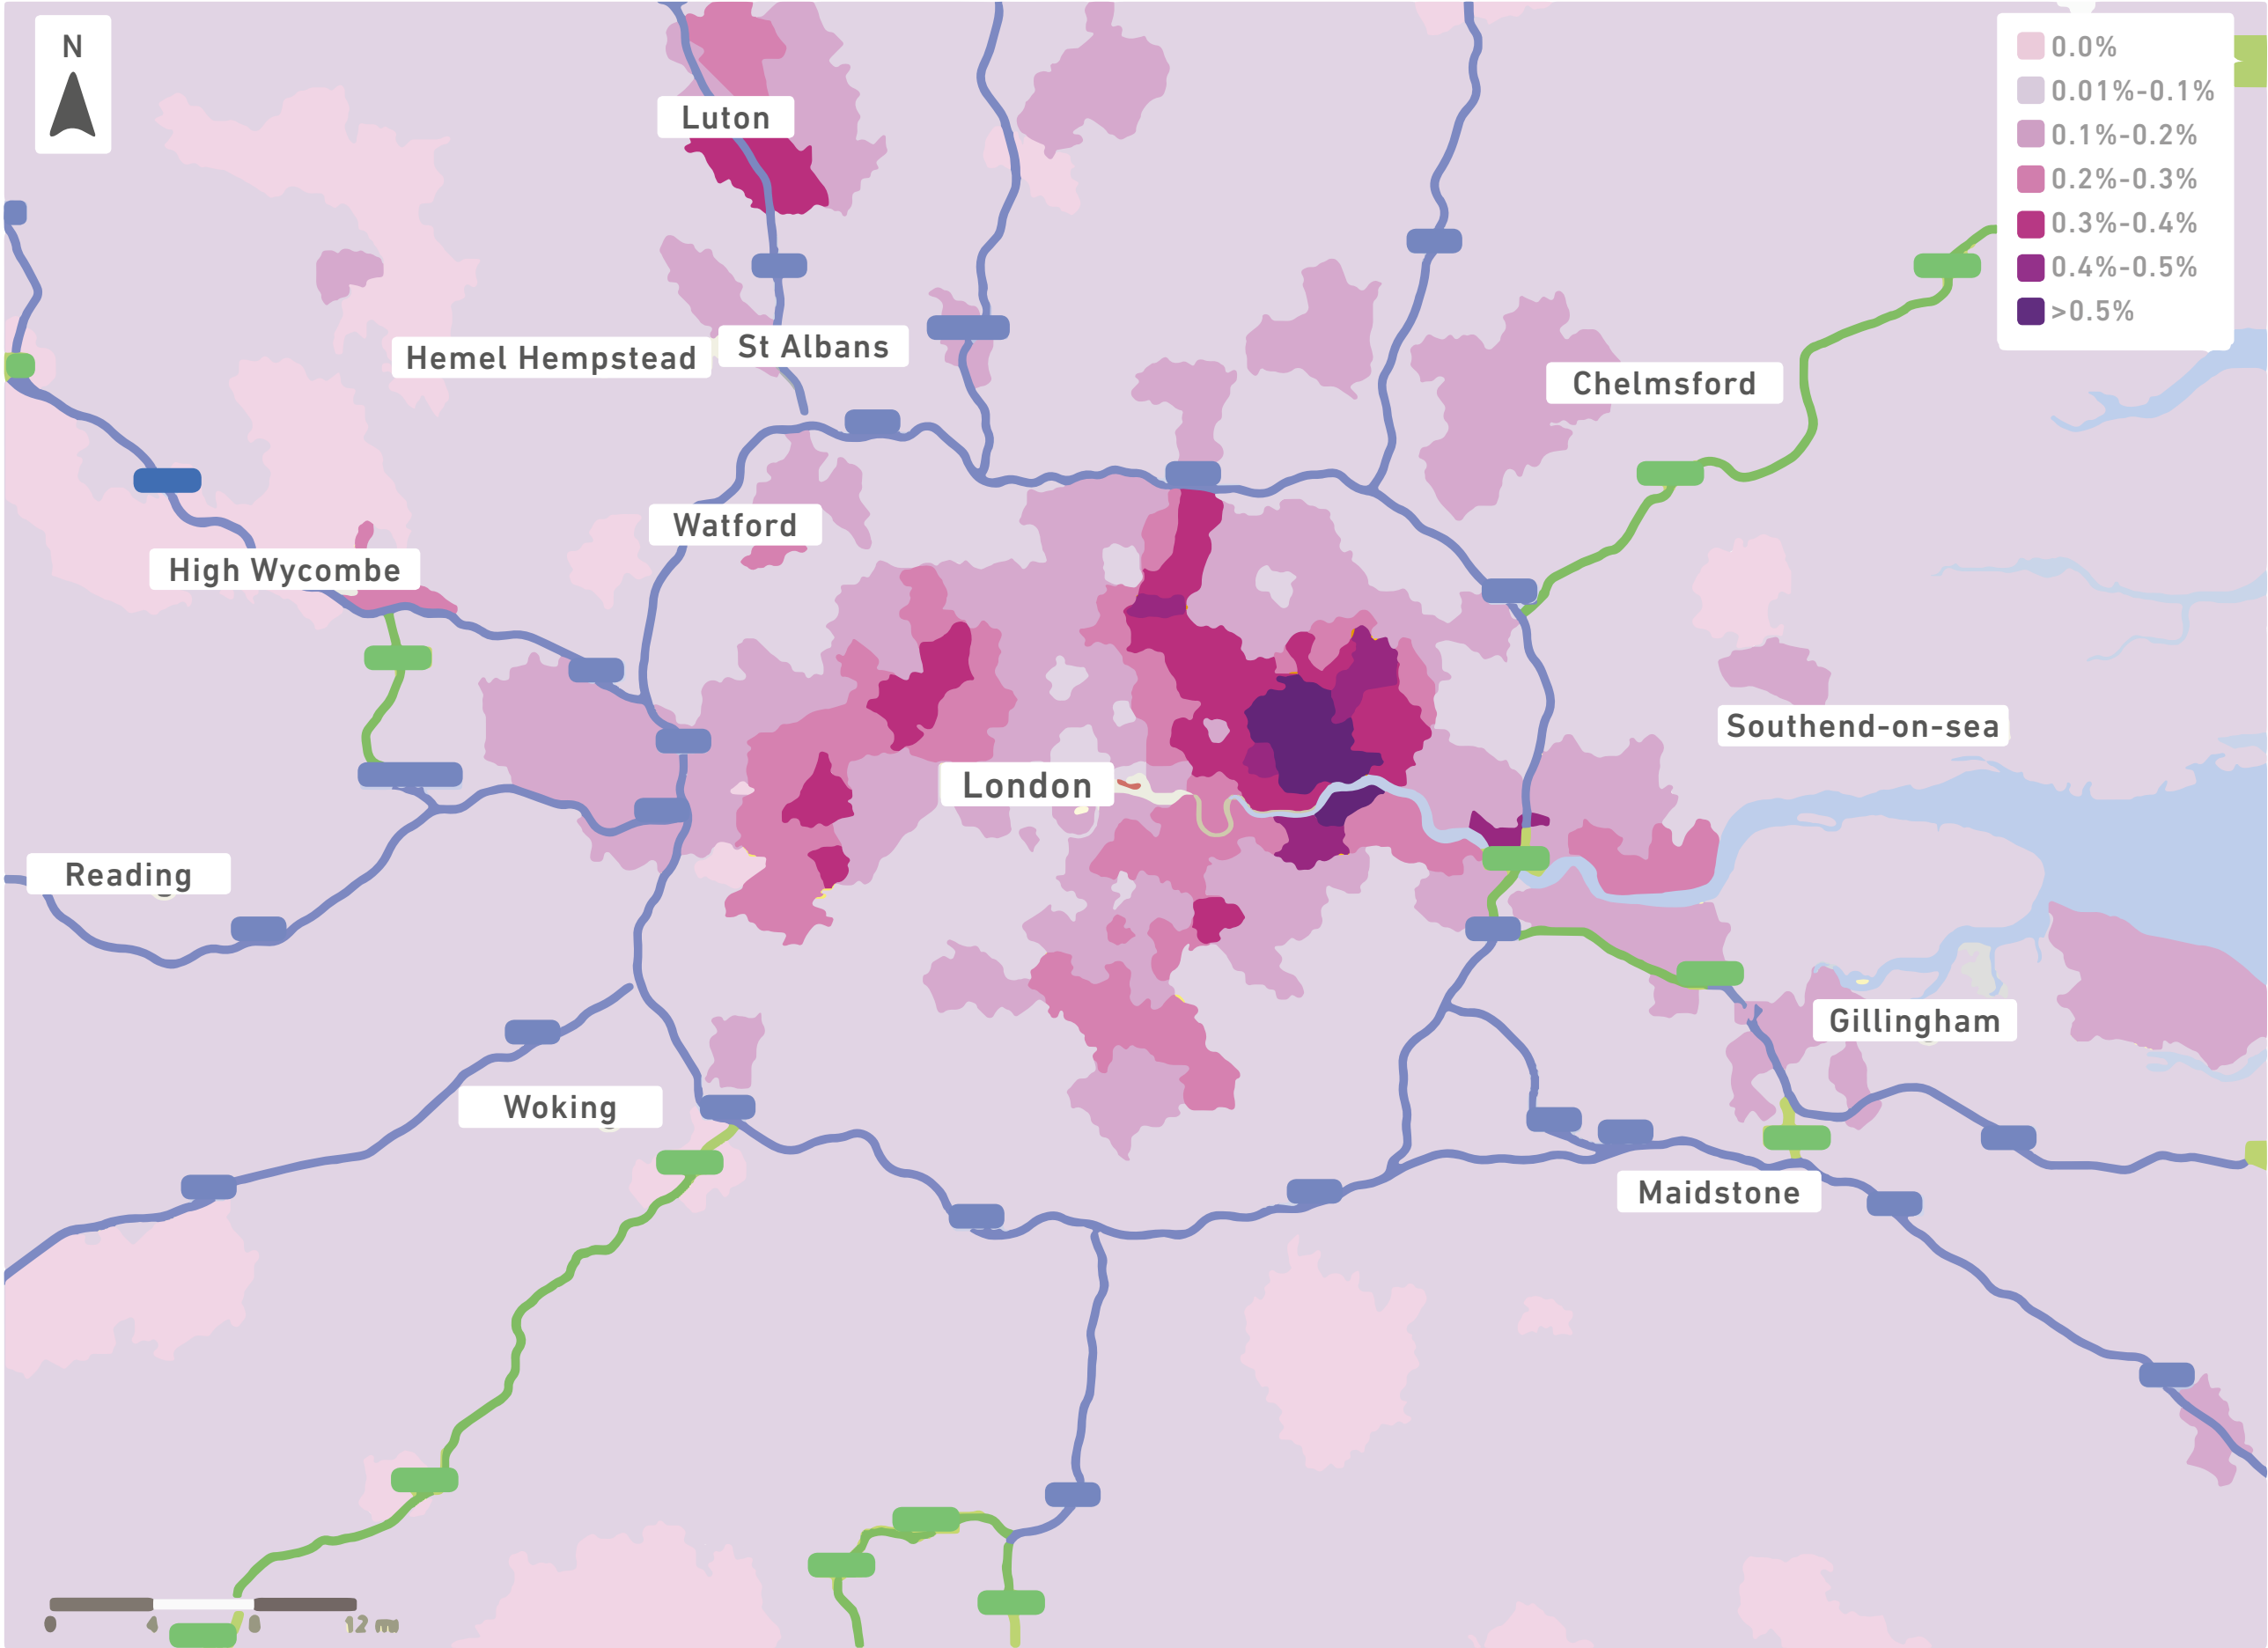 N
0.0%
0.01%-0.1%
0.1%-0.2%
0.2%-0.3%
0.3%-0.4%
0.4%-0.5%
>0.5%
Luton
Hemel Hempstead
St Albans
Chelmsford
Watford
High Wycombe
Southend-on-sea
London
Reading
Gillingham
Woking
Maidstone
0 4 8 12 m